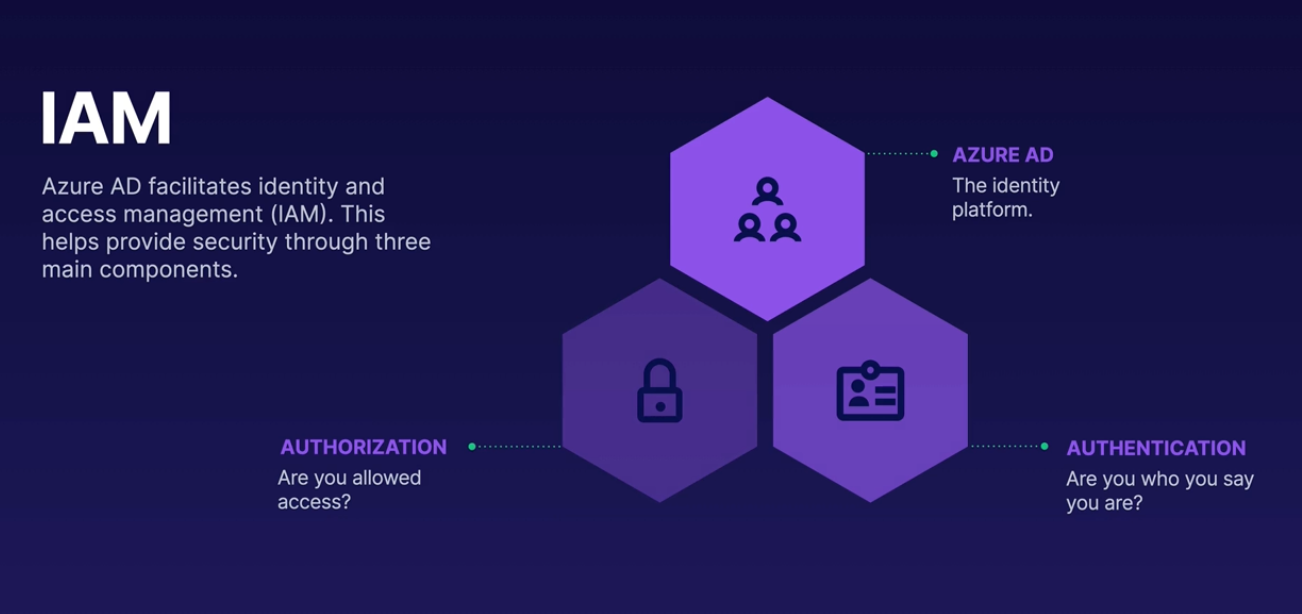 IAM
Azure AD facilitates identity and
access management (IAM). This
helps provide security through three
main components.
AZURE AD
The identity
platform.
AUTHORIZATION
Are you allowed
access?
AUTHENTICATION
Are you who you say
you are?